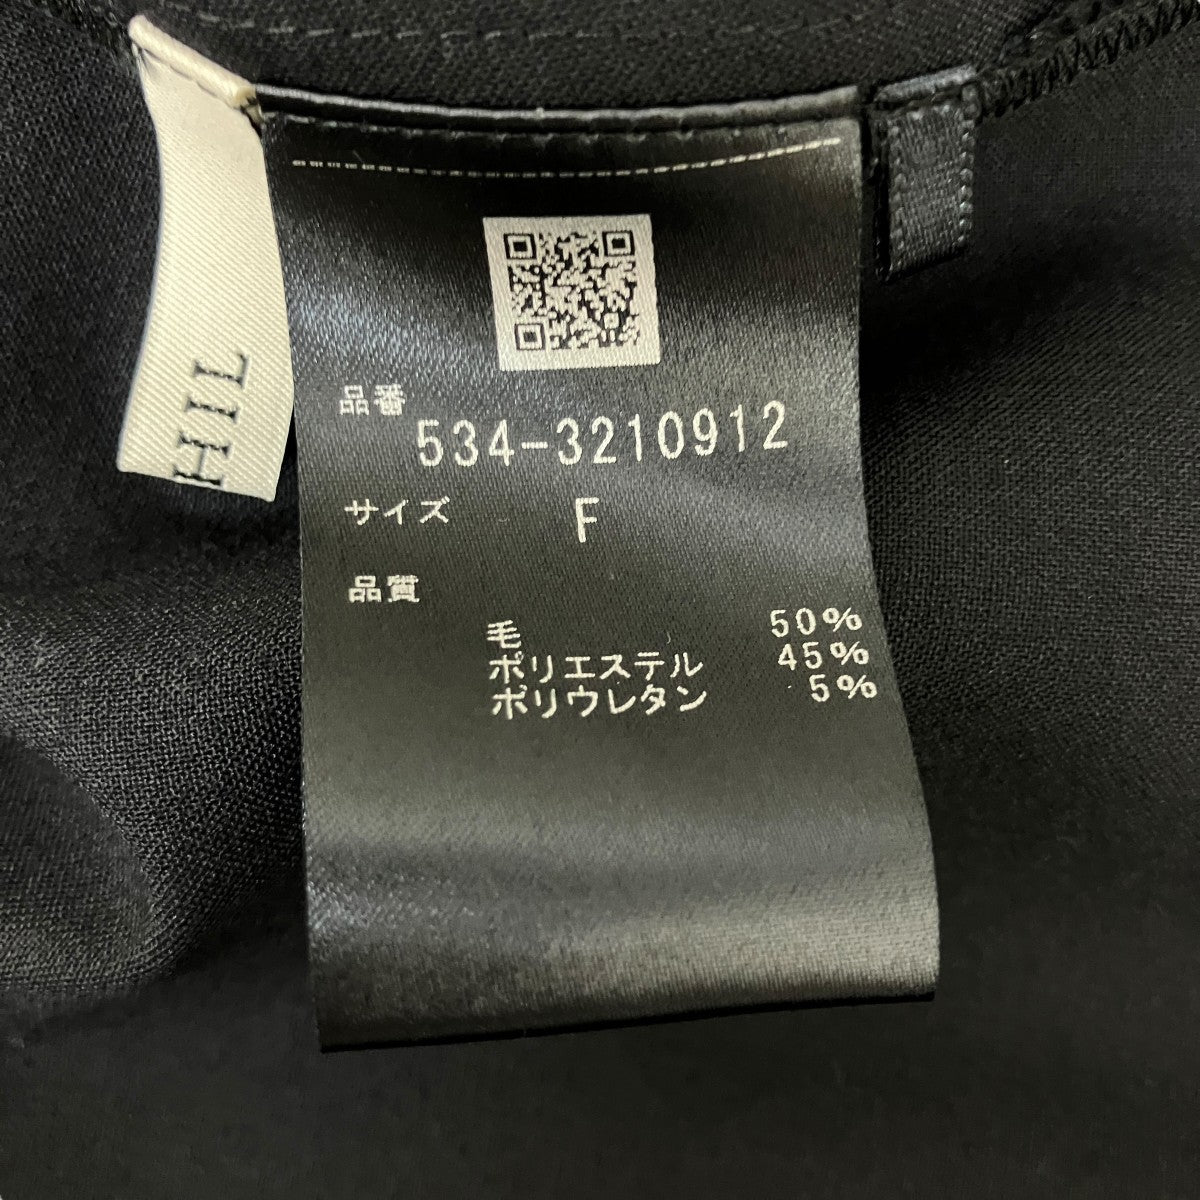 HIL
品番
534-3210912
サイズ F
品質
毛 50%
ポリエステル 45%
ポリウレタン 5%